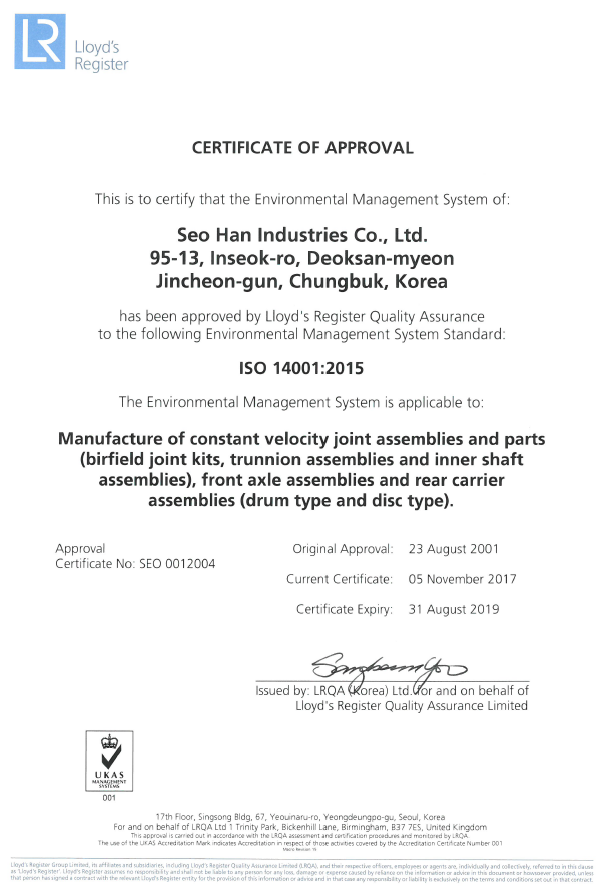 LR
Lloyd's
Register
CERTIFICATE OF APPROVAL
This is to certify that the Environmental Management System of:
Seo Han Industries Co., Ltd.
95-13, Inseok-ro, Deoksan-myeon
Jincheon-gun, Chungbuk, Korea
has been approved by Lloyd's Register Quality Assurance
to the following Environmental Management System Standard:
ISO 14001:2015
The Environmental Management System is applicable to:
Manufacture of constant velocity joint assemblies and parts
(birfield joint kits, trunnion assemblies and inner shaft
assemblies), front axle assemblies and rear carrier
assemblies (drum type and disc type).
Approval
Certificate No: SEO 0012004
Original Approval: 23 August 2001
Current Certificate: 05 November 2017
Certificate Expiry: 31 August 2019
Issued by: LRQA (Korea) Ltd. for and on behalf of
Lloyd"s Register Quality Assurance Limited
UKAS
MANAGEMENT
SYSTEMS
001
17th Floor, Singsong Bldg, 67, Yeouinaru-ro, Yeongdeungpo-gu, Seoul, Korea
For and on behalf of LRQA Ltd 1 Trinity Park, Bickenhill Lane, Birmingham, B37 7ES, United Kingdom
This approval is carried out in accordance with the LRQA assessment and certification procedures and monitored by LRQA
The use of the UKAS Accreditation Mark indicates Accreditation in respect of those activities covered by the Accreditation Certificate Number 001
Macro Revision 19
Lloyd's Register Group Limited, its affiliates and subsidiaries, including Lloyd's Register Quality Assurance Limited (LRQA), and their respective officers, employees or agents are, individually and collectively, referred to in this clause
as 'Lloyd's Register'. Lloyd's Register assumes no responsibility and shall not be liable to any person for any loss, damage or expense caused by reliance on the information or advice in this document or howsoever provided, unless
that person has signed a contract with the relevant Lloyd's Register entity for the provision of this information or advice and in that case any responsibility or liability is exclusively on the terms and conditions set out in that contract.